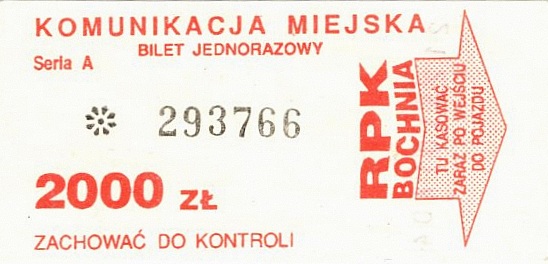 KOMUNIKACJA MIEJSKA
BILET JEDNORAZOWY
Seria A
* 293766
2000 ZŁ
ZACHOWAĆ DO KONTROLI
RPK
BOCHNIA
TU KASOWAĆ
ZARAZ PO WEJŚCIU
DO POJAZDU